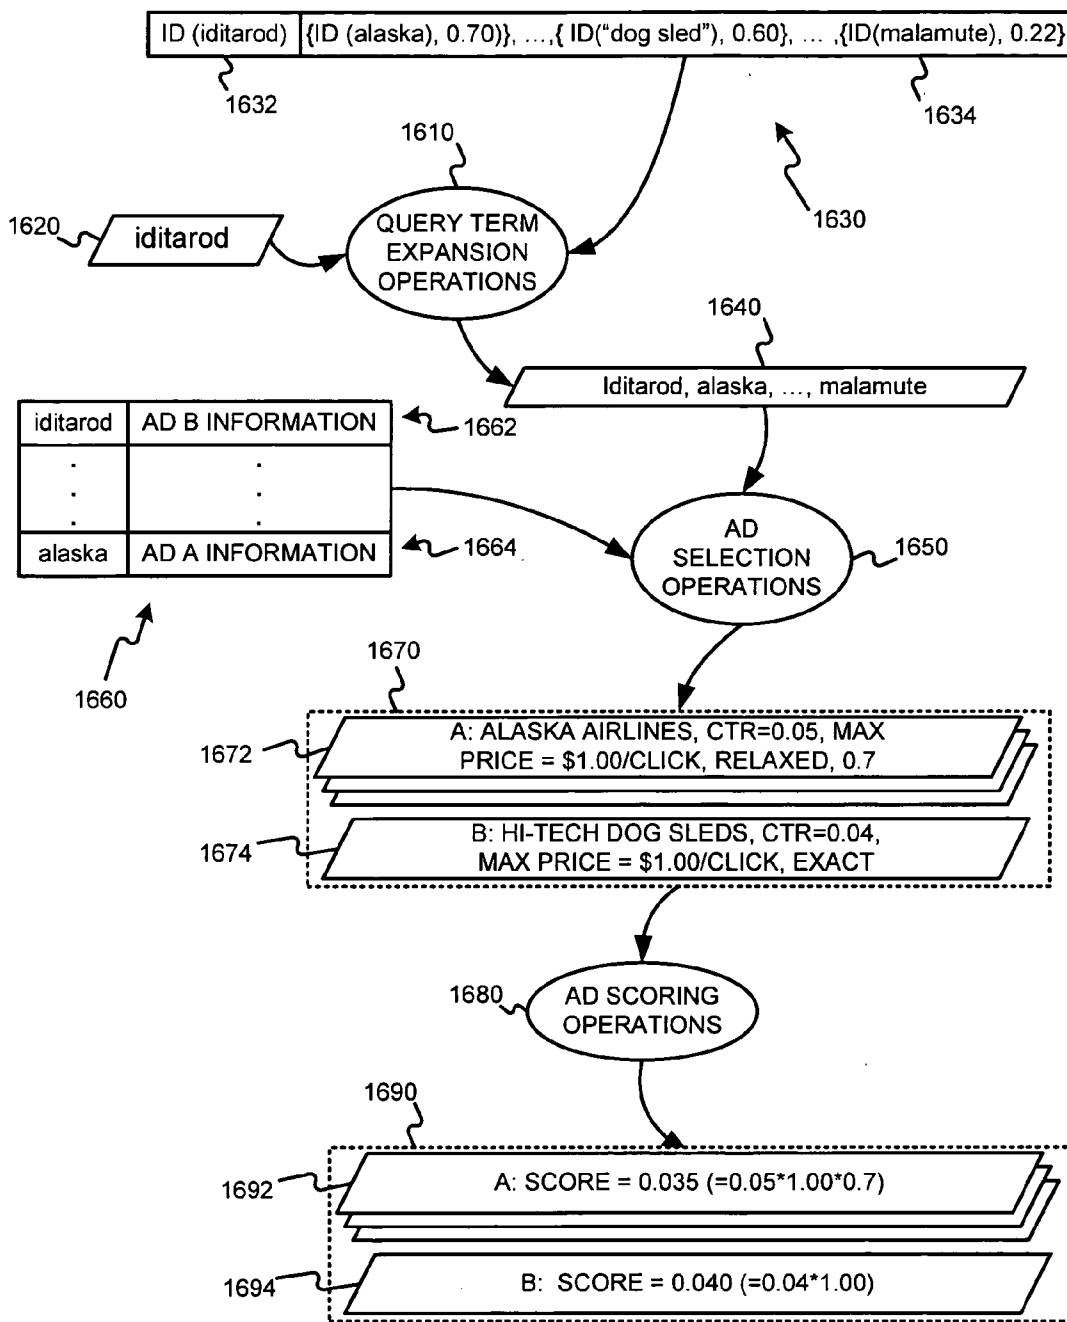 ID (iditarod) {ID (alaska), 0.70)}, ...,{ ID("dog sled"), 0.60}, ... ,{ID(malamute), 0.22}
1632
1634
1610
1630
1620
iditarod
QUERY TERM
EXPANSION
OPERATIONS
1640
Iditarod, alaska, ..., malamute
iditarod AD B INFORMATION
1662
. .
. .
. .
alaska AD A INFORMATION
1664
AD
SELECTION
OPERATIONS
1650
1660
1670
1672
A: ALASKA AIRLINES, CTR=0.05, MAX
PRICE = $1.00/CLICK, RELAXED, 0.7
1674
B: HI-TECH DOG SLEDS, CTR=0.04,
MAX PRICE = $1.00/CLICK, EXACT
1680
AD SCORING
OPERATIONS
1690
1692
A: SCORE = 0.035 (=0.05*1.00*0.7)
1694
B: SCORE = 0.040 (=0.04*1.00)